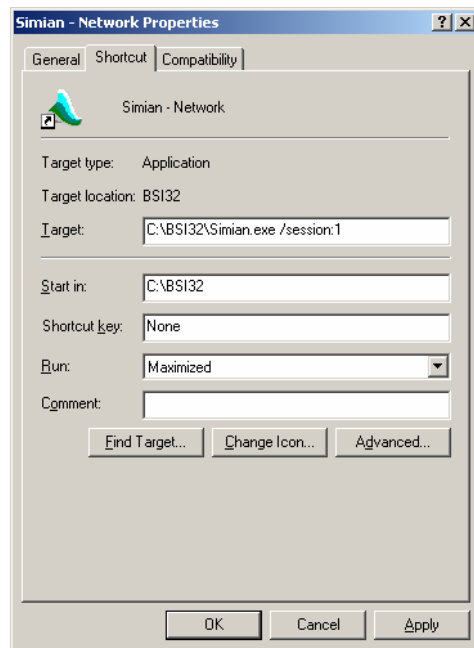 Simian - Network Properties
General Shortcut Compatibility
Simian - Network
Target type: Application
Target location: BSI32
Target: C:\BSI32\Simian.exe /session:1
Start in: C:\BSI32
Shortcut key: None
Run: Maximized
Comment:
Find Target... Change Icon... Advanced...
OK Cancel Apply